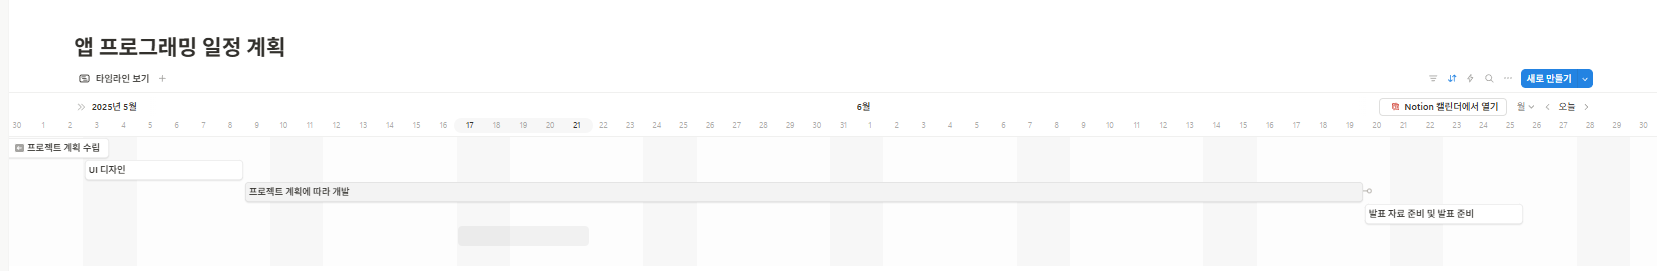 앱 프로그래밍 일정 계획
타임라인 보기 +
새로 만들기
2025년 5월 6월 Notion 캘린더에서 열기 월 오늘
30 1 2 3 4 5 6 7 8 9 10 11 12 13 14 15 16 17 18 19 20 21 22 23 24 25 26 27 28 29 30 31 1 2 3 4 5 6 7 8 9 10 11 12 13 14 15 16 17 18 19 20 21 22 23 24 25 26 27 28 29 30
프로젝트 계획 수립
UI 디자인
프로젝트 계획에 따라 개발
발표 자료 준비 및 발표 준비